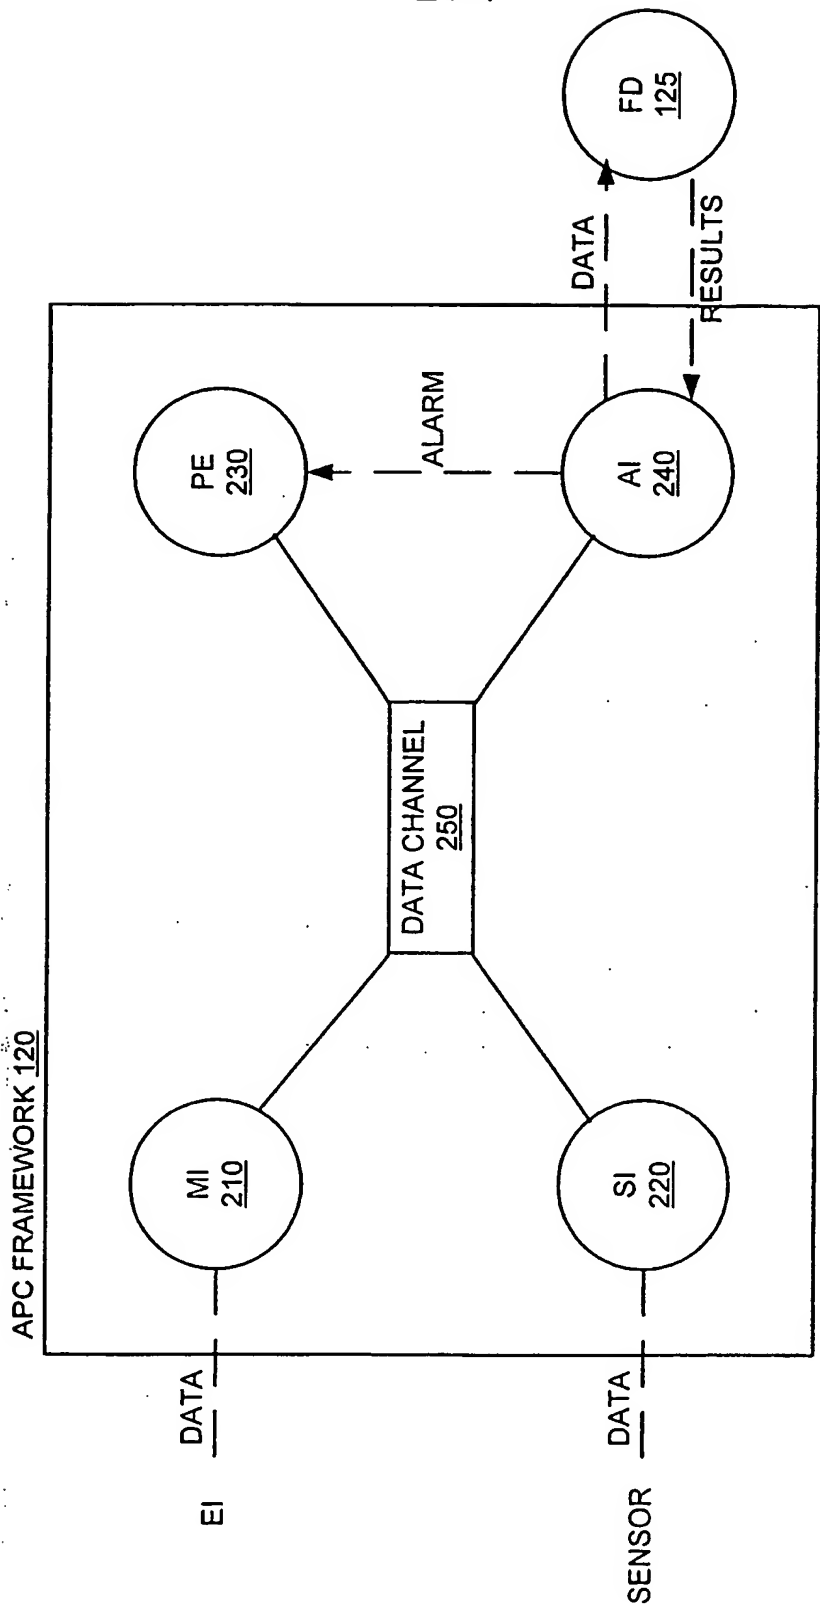 APC FRAMEWORK 120
EI
DATA
MI
210
PE
230
DATA CHANNEL
250
ALARM
SENSOR
DATA
SI
220
AI
240
DATA
RESULTS
FD
125